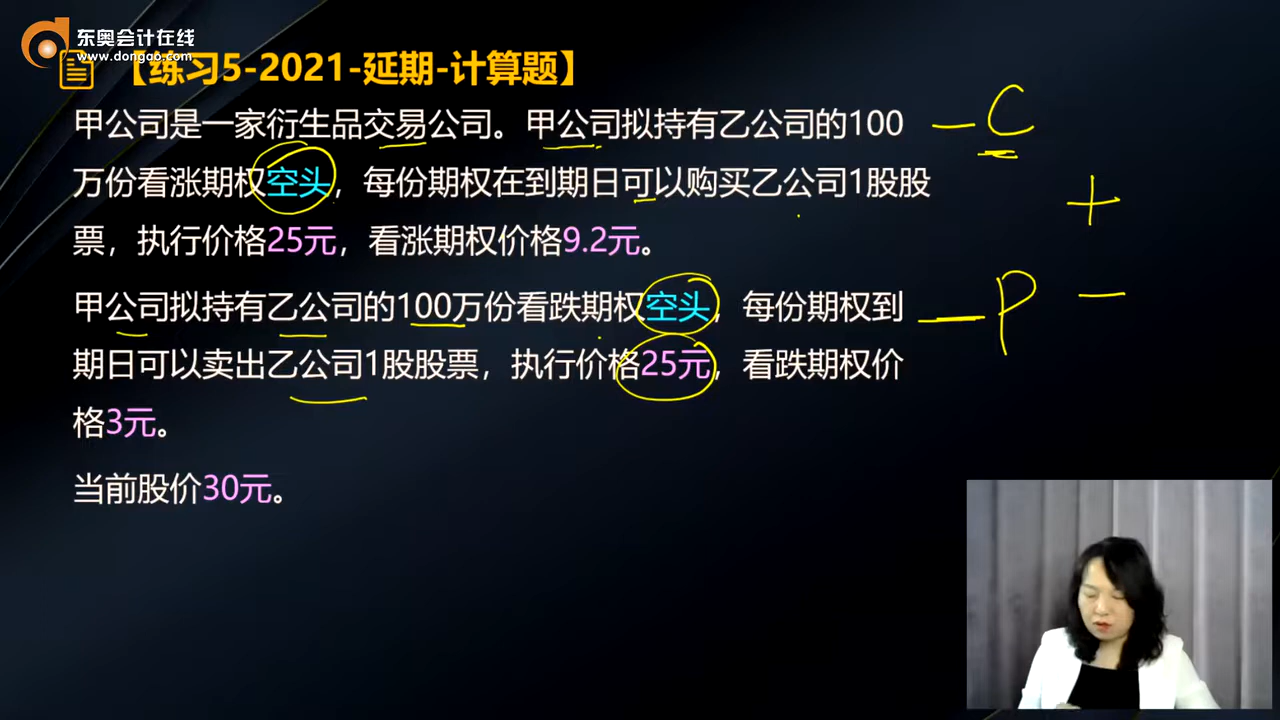 东奥会计在线
www.dongao.com
【练习5-2021-延期-计算题】
甲公司是一家衍生品交易公司。甲公司拟持有乙公司的100
万份看涨期权空头，每份期权在到期日可以购买乙公司1股股
票，执行价格25元，看涨期权价格9.2元。
甲公司拟持有乙公司的100万份看跌期权空头，每份期权到
期日可以卖出乙公司1股股票，执行价格25元，看跌期权价
格3元。
当前股价30元。
—C
+
—P —